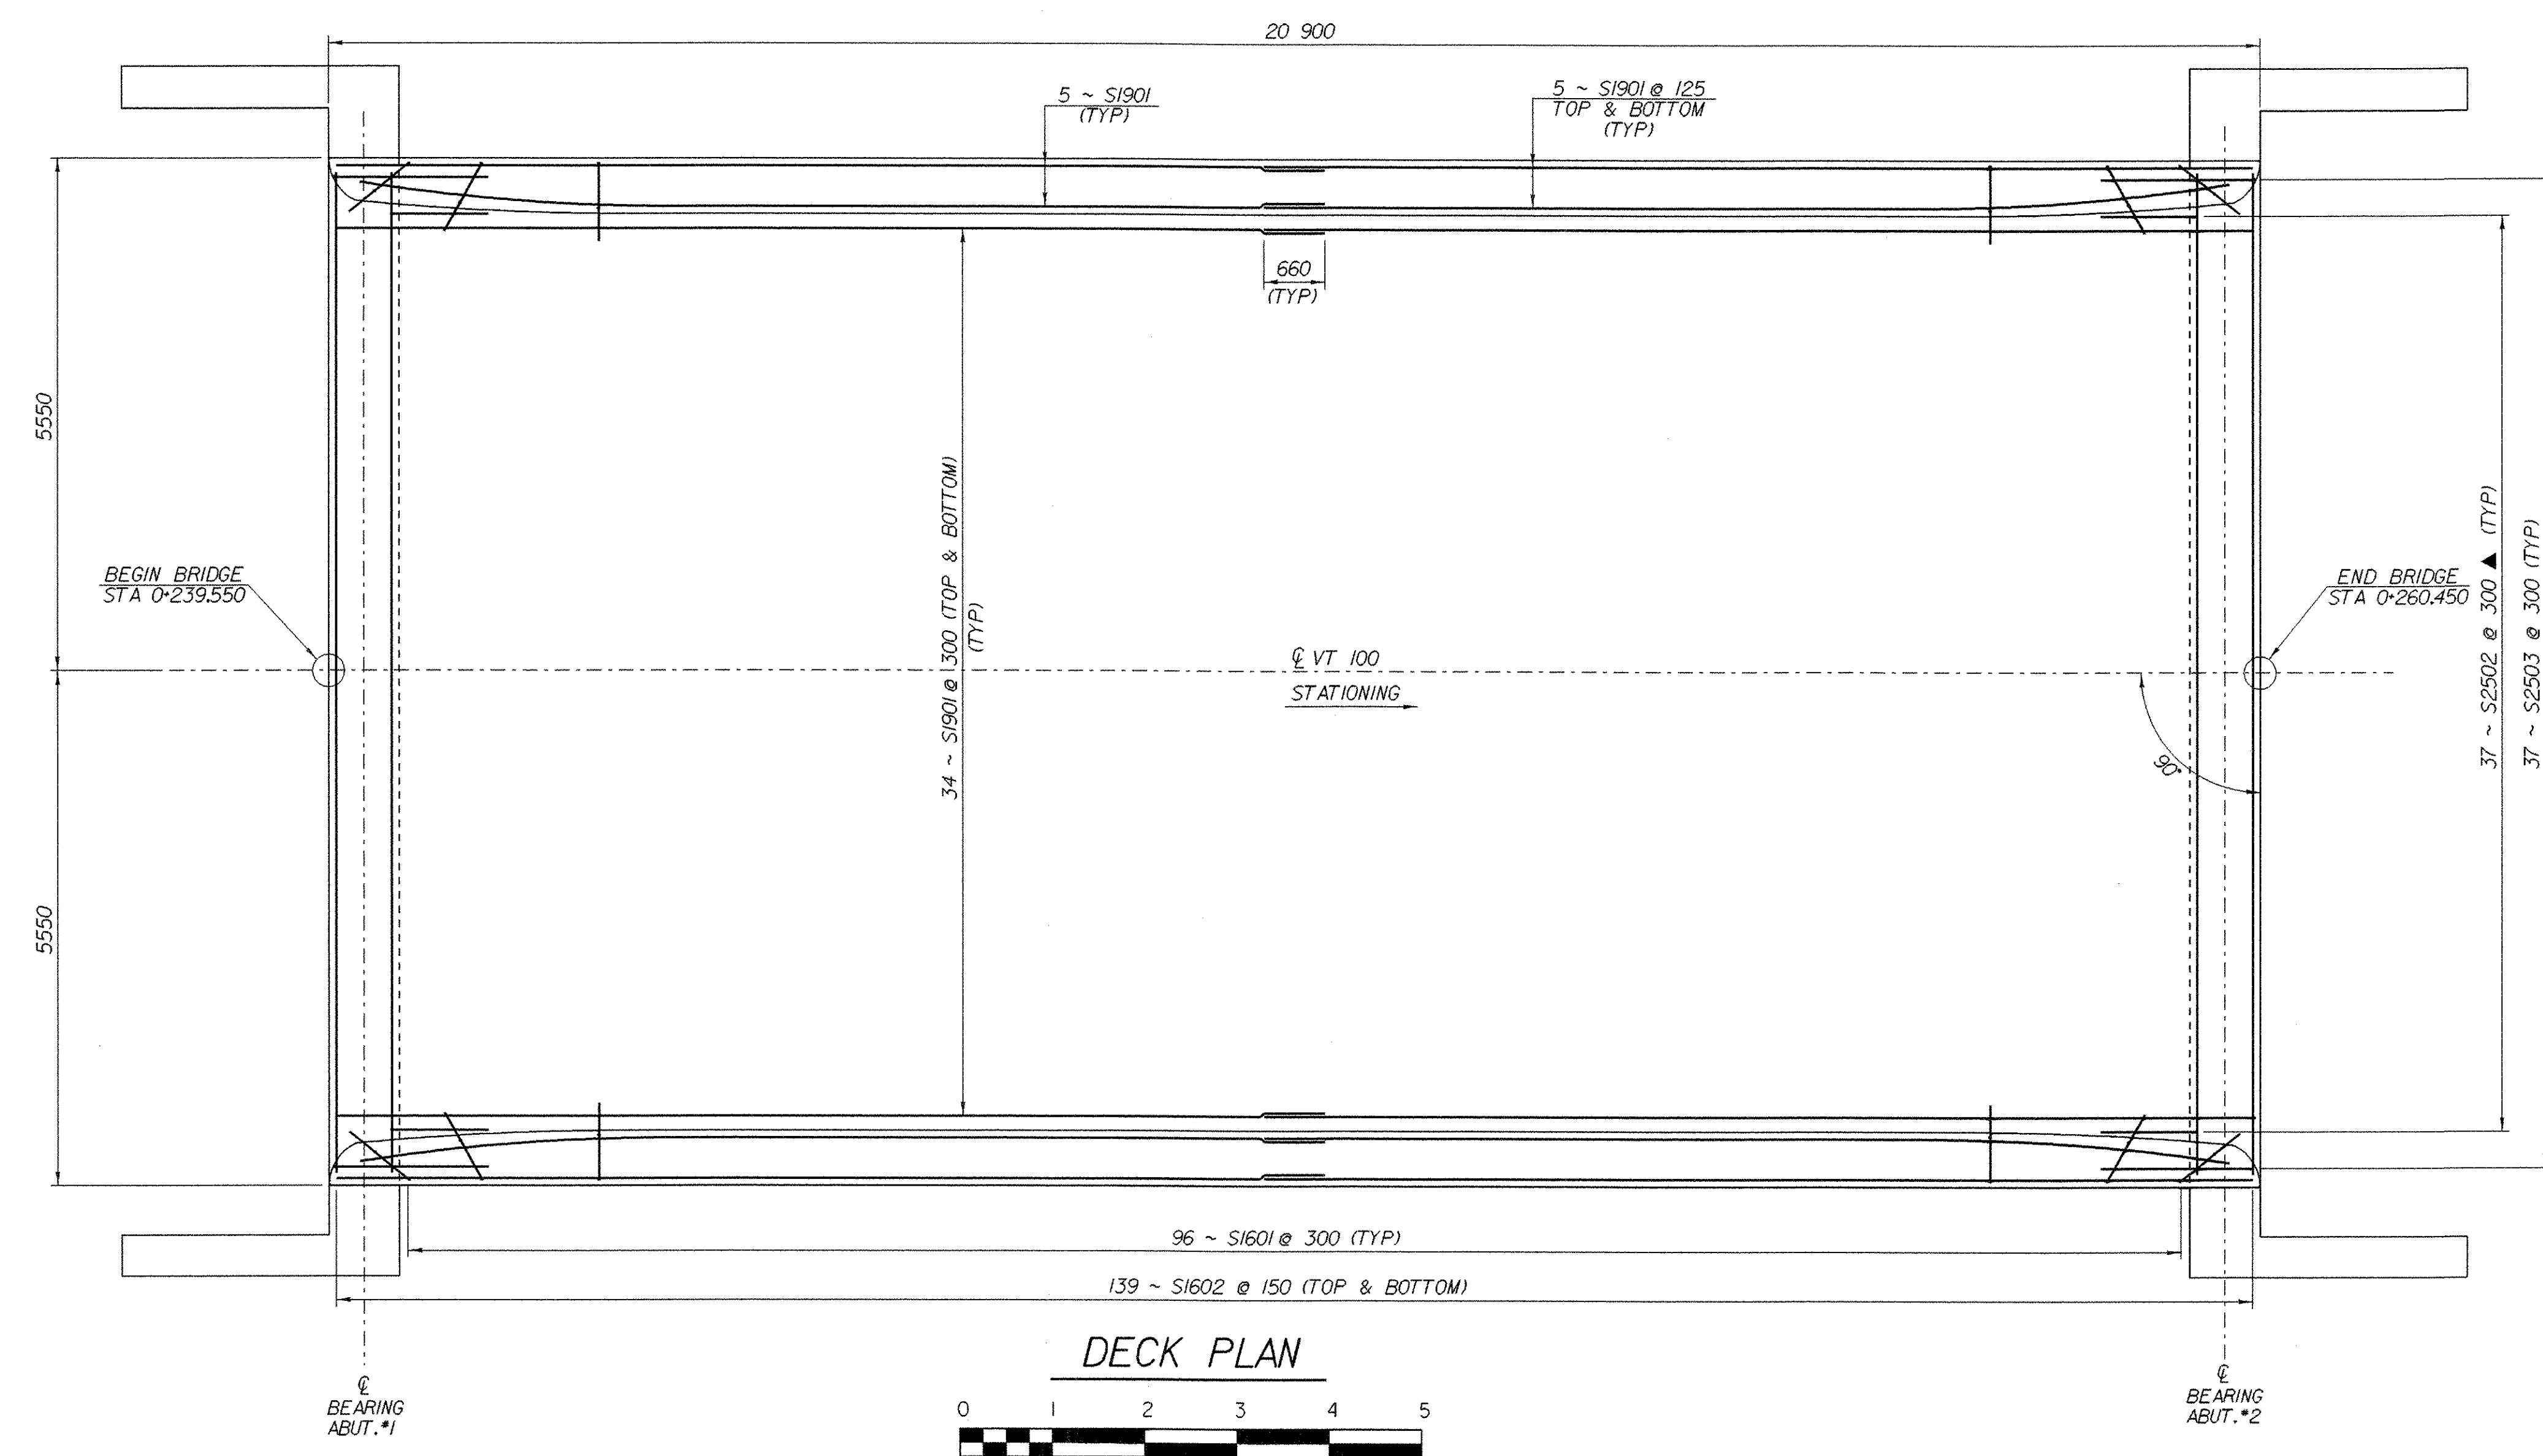 20 900
5 ~ S1901
(TYP)
5 ~ S1901 @ 125
TOP & BOTTOM
(TYP)
660
(TYP)
5550
5550
34 ~ S1901 @ 300 (TOP & BOTTOM)
(TYP)
BEGIN BRIDGE
STA 0+239.550
℄ VT 100
STATIONING
90°
END BRIDGE
STA 0+260.450
37 ~ S2502 @ 300 ▲ (TYP)
37 ~ S2503 @ 300 (TYP)
96 ~ S1601 @ 300 (TYP)
139 ~ S1602 @ 150 (TOP & BOTTOM)
DECK PLAN
℄
BEARING
ABUT.#1
℄
BEARING
ABUT.#2
0 1 2 3 4 5